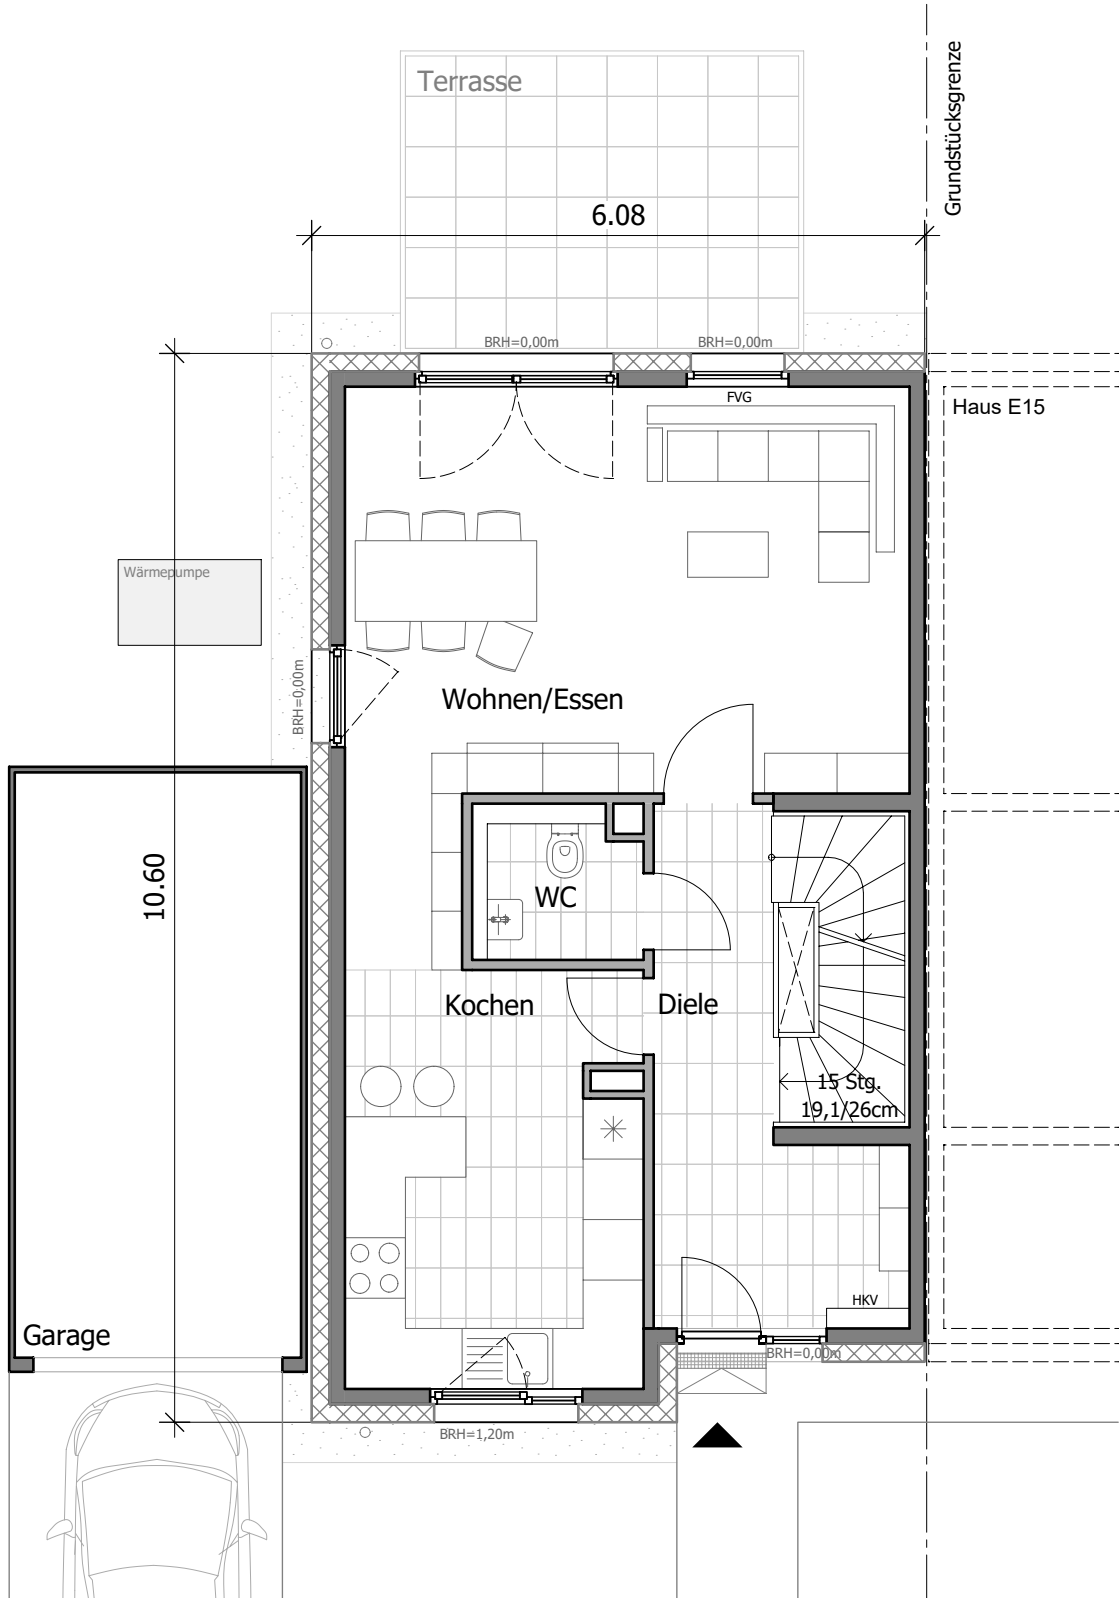 Terrasse
Grundstücksgrenze
6.08
BRH=0,00m
BRH=0,00m
FVG
Haus E15
Wärmepumpe
BRH=0,00m
Wohnen/Essen
10.60
WC
Kochen
Diele
15 Stg.
19,1/26cm
HKV
Garage
BRH=0,00m
BRH=1,20m